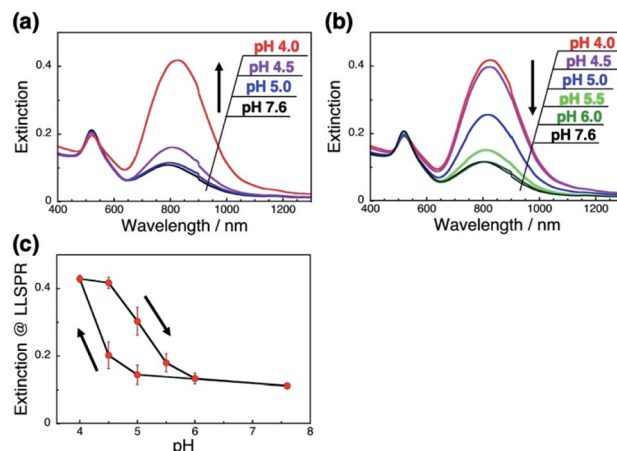 (a)
pH 4.0
pH 4.5
pH 5.0
pH 7.6
0.4
0.2
0
Extinction
400 600 800 1000 1200
Wavelength / nm
(b)
pH 4.0
pH 4.5
pH 5.0
pH 5.5
pH 6.0
pH 7.6
0.4
0.2
0
Extinction
400 600 800 1000 1200
Wavelength / nm
(c)
0.4
0.2
0
Extinction @ LLSPR
4 5 6 7 8
pH